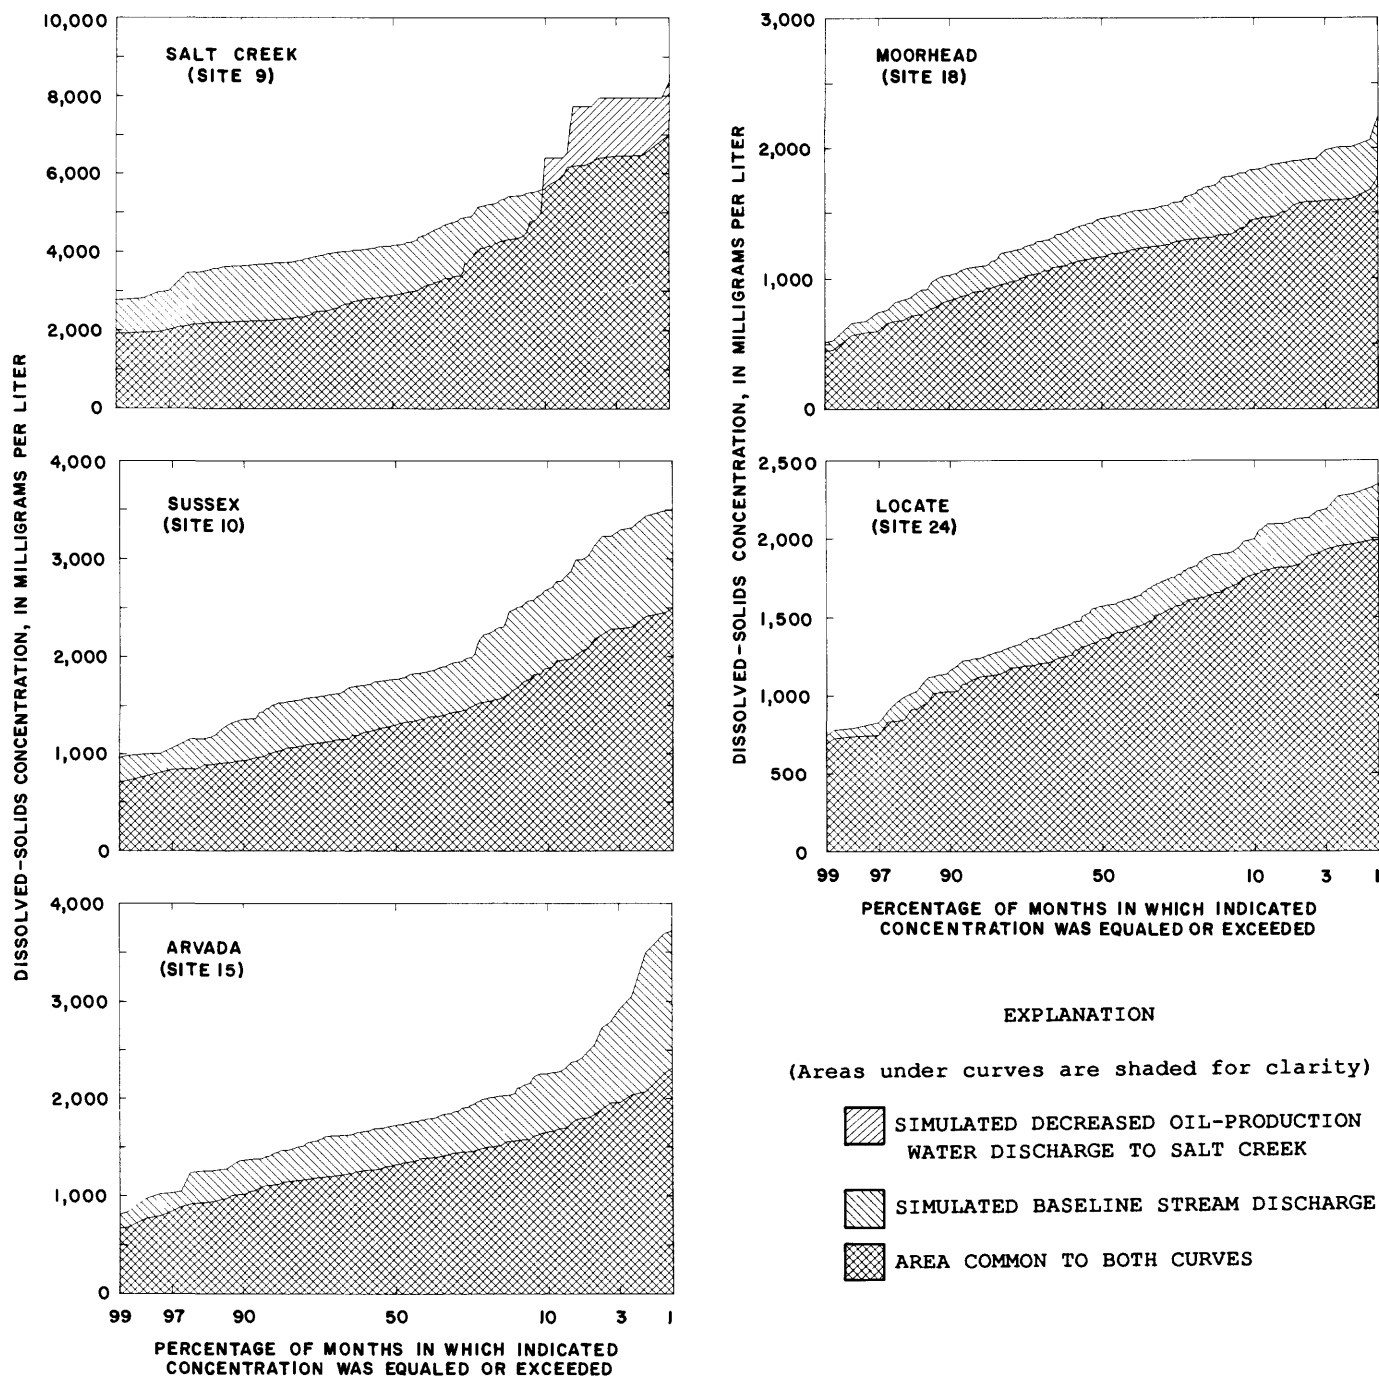 DISSOLVED-SOLIDS CONCENTRATION, IN MILLIGRAMS PER LITER
10,000
8,000
6,000
4,000
2,000
0
SALT CREEK
(SITE 9)
4,000
3,000
2,000
1,000
0
SUSSEX
(SITE 10)
4,000
3,000
2,000
1,000
0
ARVADA
(SITE 15)
99 97 90 50 10 3 1
PERCENTAGE OF MONTHS IN WHICH INDICATED
CONCENTRATION WAS EQUALED OR EXCEEDED
DISSOLVED-SOLIDS CONCENTRATION, IN MILLIGRAMS PER LITER
3,000
2,000
1,000
0
MOORHEAD
(SITE 18)
2,500
2,000
1,500
1,000
500
0
LOCATE
(SITE 24)
99 97 90 50 10 3 1
PERCENTAGE OF MONTHS IN WHICH INDICATED
CONCENTRATION WAS EQUALED OR EXCEEDED
EXPLANATION
(Areas under curves are shaded for clarity)
SIMULATED DECREASED OIL-PRODUCTION
WATER DISCHARGE TO SALT CREEK
SIMULATED BASELINE STREAM DISCHARGE
AREA COMMON TO BOTH CURVES